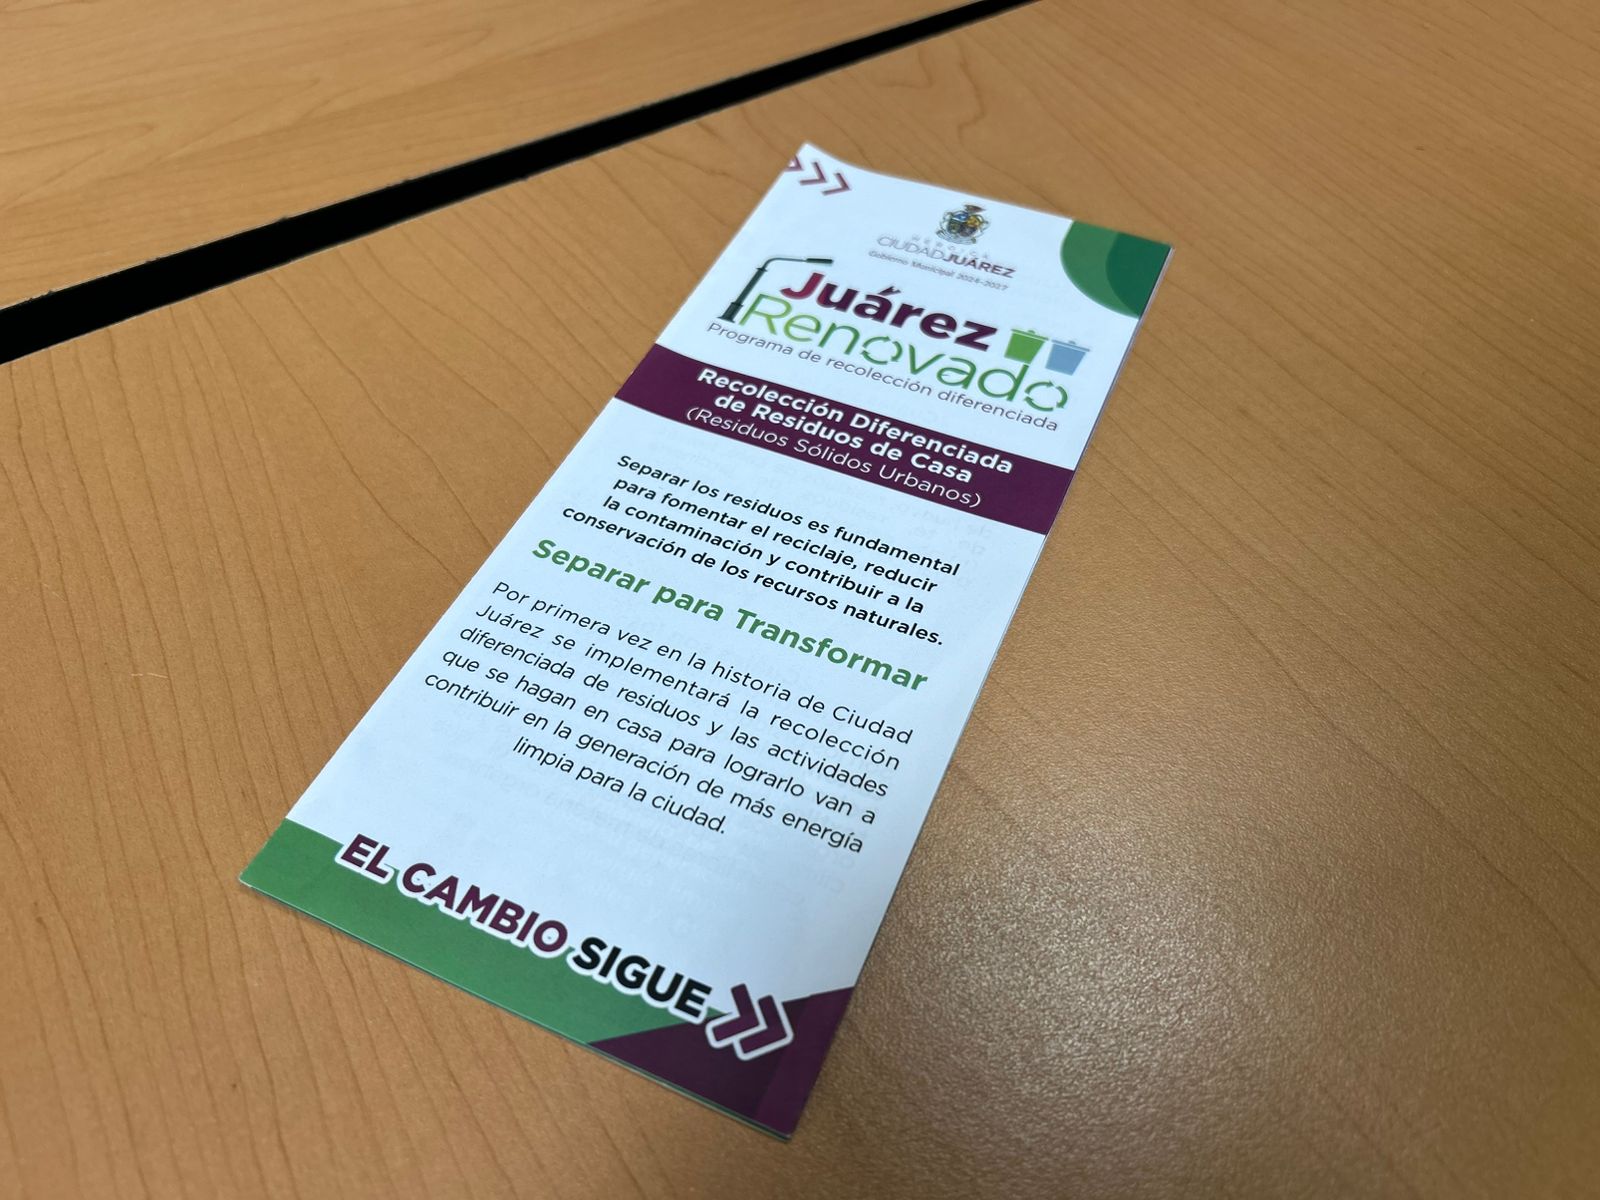 HEROICA
CIUDADJUÁREZ
Gobierno Municipal 2024-2027
Juárez
Renovado
Programa de recolección diferenciada
Recolección Diferenciada
de Residuos de Casa
(Residuos Sólidos Urbanos)
Separar los residuos es fundamental
para fomentar el reciclaje, reducir
la contaminación y contribuir a la
conservación de los recursos naturales.
Separar para Transformar
Por primera vez en la historia de Ciudad
Juárez se implementará la recolección
diferenciada de residuos y las actividades
que se hagan en casa para lograrlo van a
contribuir en la generación de más energía
limpia para la ciudad.
EL CAMBIO SIGUE